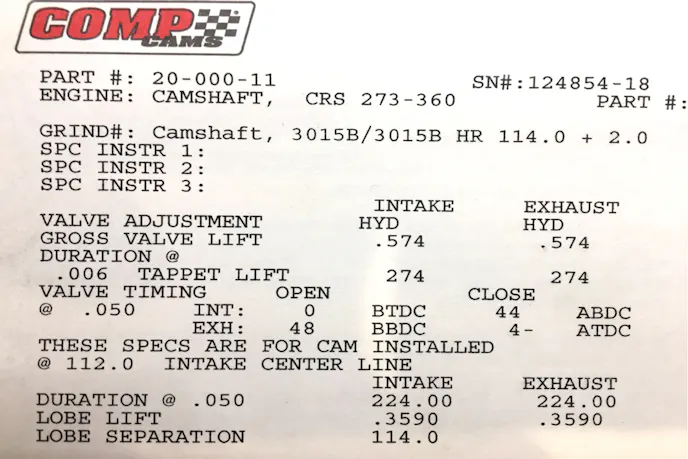 COMP
CAMS
PART #: 20-000-11 SN#:124854-18
ENGINE: CAMSHAFT, CRS 273-360 PART #:
GRIND#: Camshaft, 3015B/3015B HR 114.0 + 2.0
SPC INSTR 1:
SPC INSTR 2:
SPC INSTR 3:
INTAKE EXHAUST
VALVE ADJUSTMENT HYD HYD
GROSS VALVE LIFT .574 .574
DURATION @
.006 TAPPET LIFT 274 274
VALVE TIMING OPEN CLOSE
@ .050 INT: 0 BTDC 44 ABDC
EXH: 48 BBDC 4- ATDC
THESE SPECS ARE FOR CAM INSTALLED
@ 112.0 INTAKE CENTER LINE
INTAKE EXHAUST
DURATION @ .050 224.00 224.00
LOBE LIFT .3590 .3590
LOBE SEPARATION 114.0